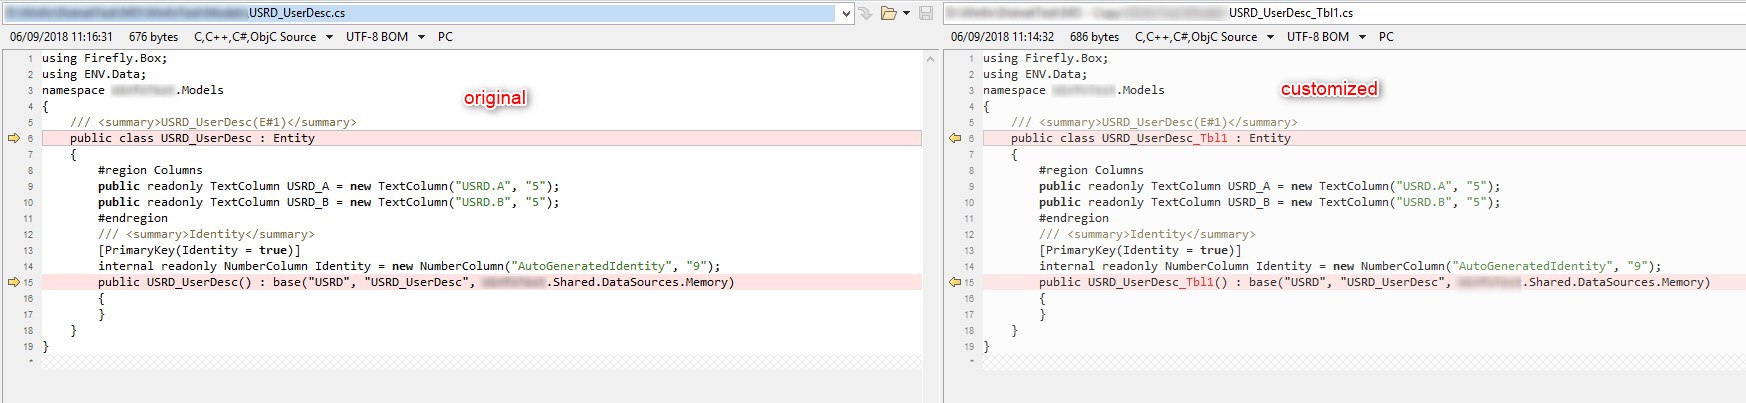 USRD_UserDesc.cs
06/09/2018 11:16:31 676 bytes C,C++,C#,ObjC Source UTF-8 BOM PC
1 using Firefly.Box;
2 using ENV.Data;
3 namespace .Models
4 {
5 /// <summary>USRD_UserDesc(E#1)</summary>
6 public class USRD_UserDesc : Entity
7 {
8 #region Columns
9 public readonly TextColumn USRD_A = new TextColumn("USRD.A", "5");
10 public readonly TextColumn USRD_B = new TextColumn("USRD.B", "5");
11 #endregion
12 /// <summary>Identity</summary>
13 [PrimaryKey(Identity = true)]
14 internal readonly NumberColumn Identity = new NumberColumn("AutoGeneratedIdentity", "9");
15 public USRD_UserDesc() : base("USRD", "USRD_UserDesc", .Shared.DataSources.Memory)
16 {
17 }
18 }
19 }
original
USRD_UserDesc_Tbl1.cs
06/09/2018 11:14:32 686 bytes C,C++,C#,ObjC Source UTF-8 BOM PC
1 using Firefly.Box;
2 using ENV.Data;
3 namespace .Models
4 {
5 /// <summary>USRD_UserDesc(E#1)</summary>
6 public class USRD_UserDesc_Tbl1 : Entity
7 {
8 #region Columns
9 public readonly TextColumn USRD_A = new TextColumn("USRD.A", "5");
10 public readonly TextColumn USRD_B = new TextColumn("USRD.B", "5");
11 #endregion
12 /// <summary>Identity</summary>
13 [PrimaryKey(Identity = true)]
14 internal readonly NumberColumn Identity = new NumberColumn("AutoGeneratedIdentity", "9");
15 public USRD_UserDesc_Tbl1() : base("USRD", "USRD_UserDesc", .Shared.DataSources.Memory)
16 {
17 }
18 }
19 }
customized